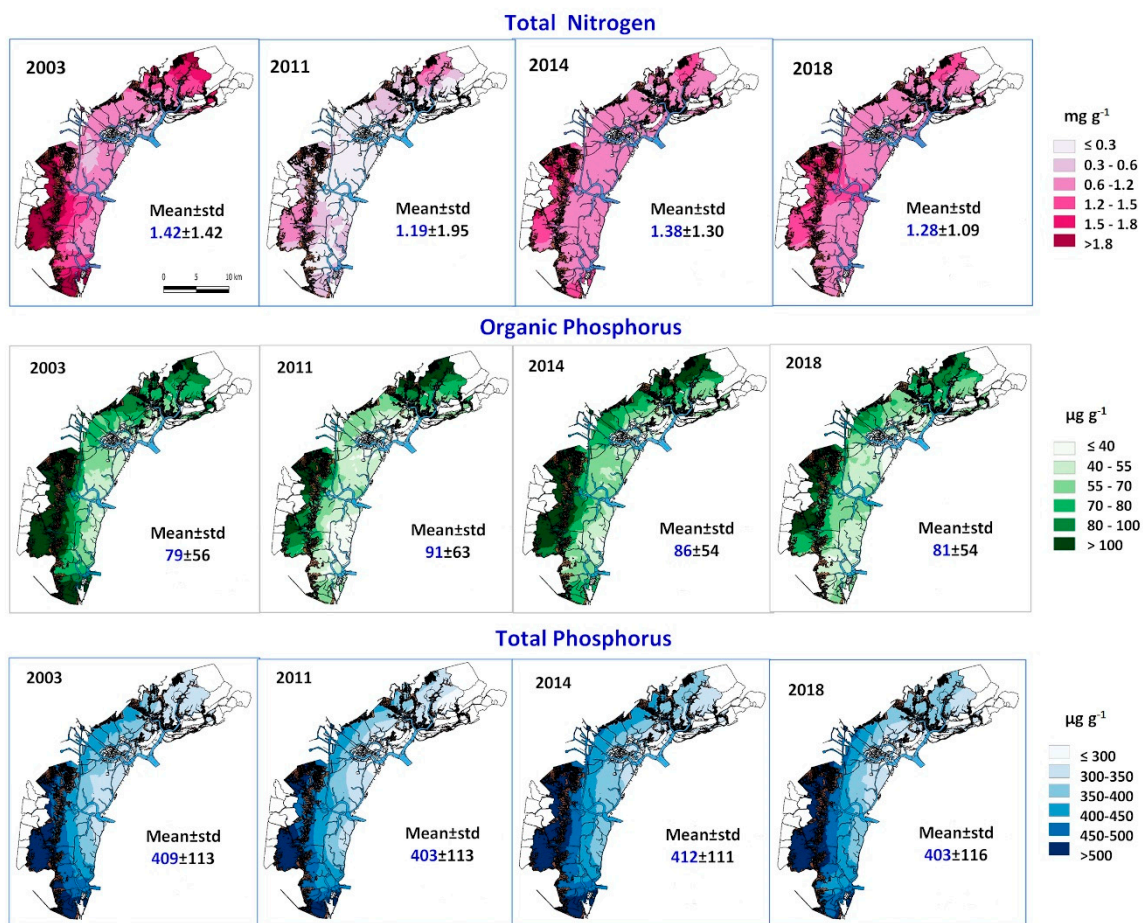 Total Nitrogen
2003
2011
2014
2018
Mean±std
1.42±1.42
Mean±std
1.19±1.95
Mean±std
1.38±1.30
Mean±std
1.28±1.09
0 5 10 km
mg g⁻¹
≤ 0.3
0.3 - 0.6
0.6 -1.2
1.2 - 1.5
1.5 - 1.8
>1.8
Organic Phosphorus
2003
2011
2014
2018
Mean±std
79±56
Mean±std
91±63
Mean±std
86±54
Mean±std
81±54
µg g⁻¹
≤ 40
40 - 55
55 - 70
70 - 80
80 - 100
> 100
Total Phosphorus
2003
2011
2014
2018
Mean±std
409±113
Mean±std
403±113
Mean±std
412±111
Mean±std
403±116
µg g⁻¹
≤ 300
300-350
350-400
400-450
450-500
>500